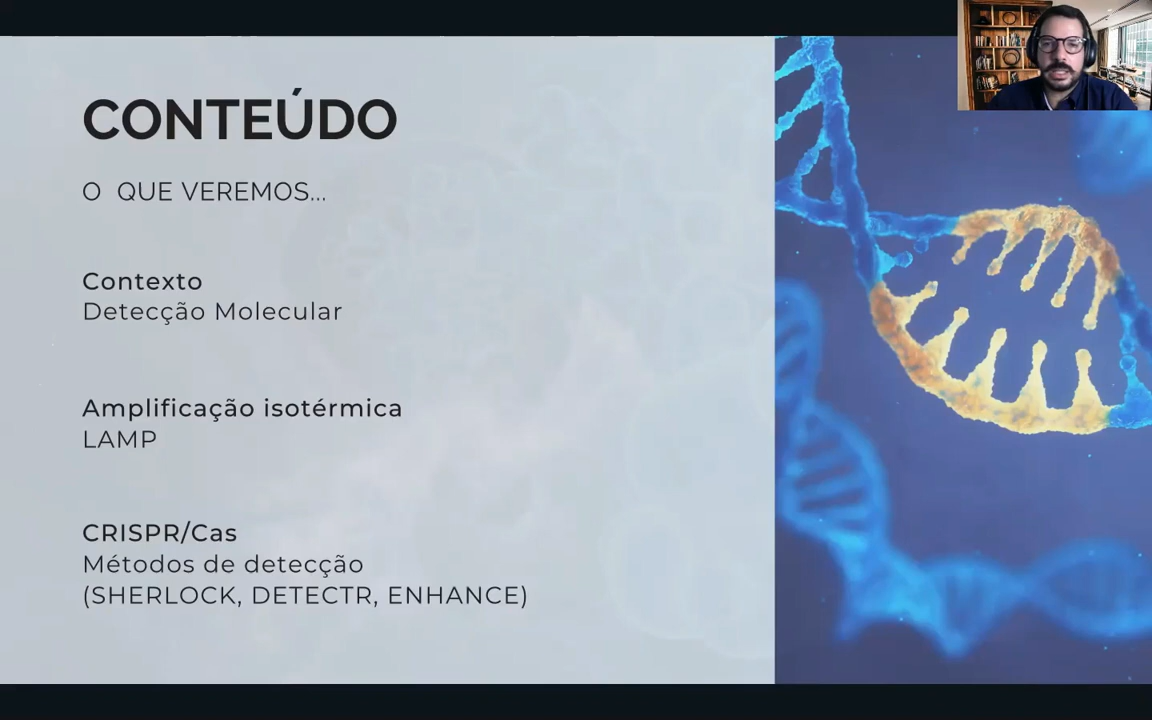 CONTEÚDO
O QUE VEREMOS...
Contexto
Detecção Molecular
Amplificação isotérmica
LAMP
CRISPR/Cas
Métodos de detecção
(SHERLOCK, DETECTR, ENHANCE)